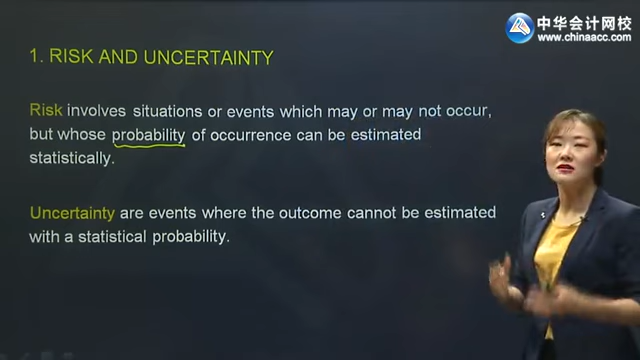 中华会计网校
www.chinaacc.com
1. RISK AND UNCERTAINTY
Risk involves situations or events which may or may not occur,
but whose probability of occurrence can be estimated
statistically.
Uncertainty are events where the outcome cannot be estimated
with a statistical probability.